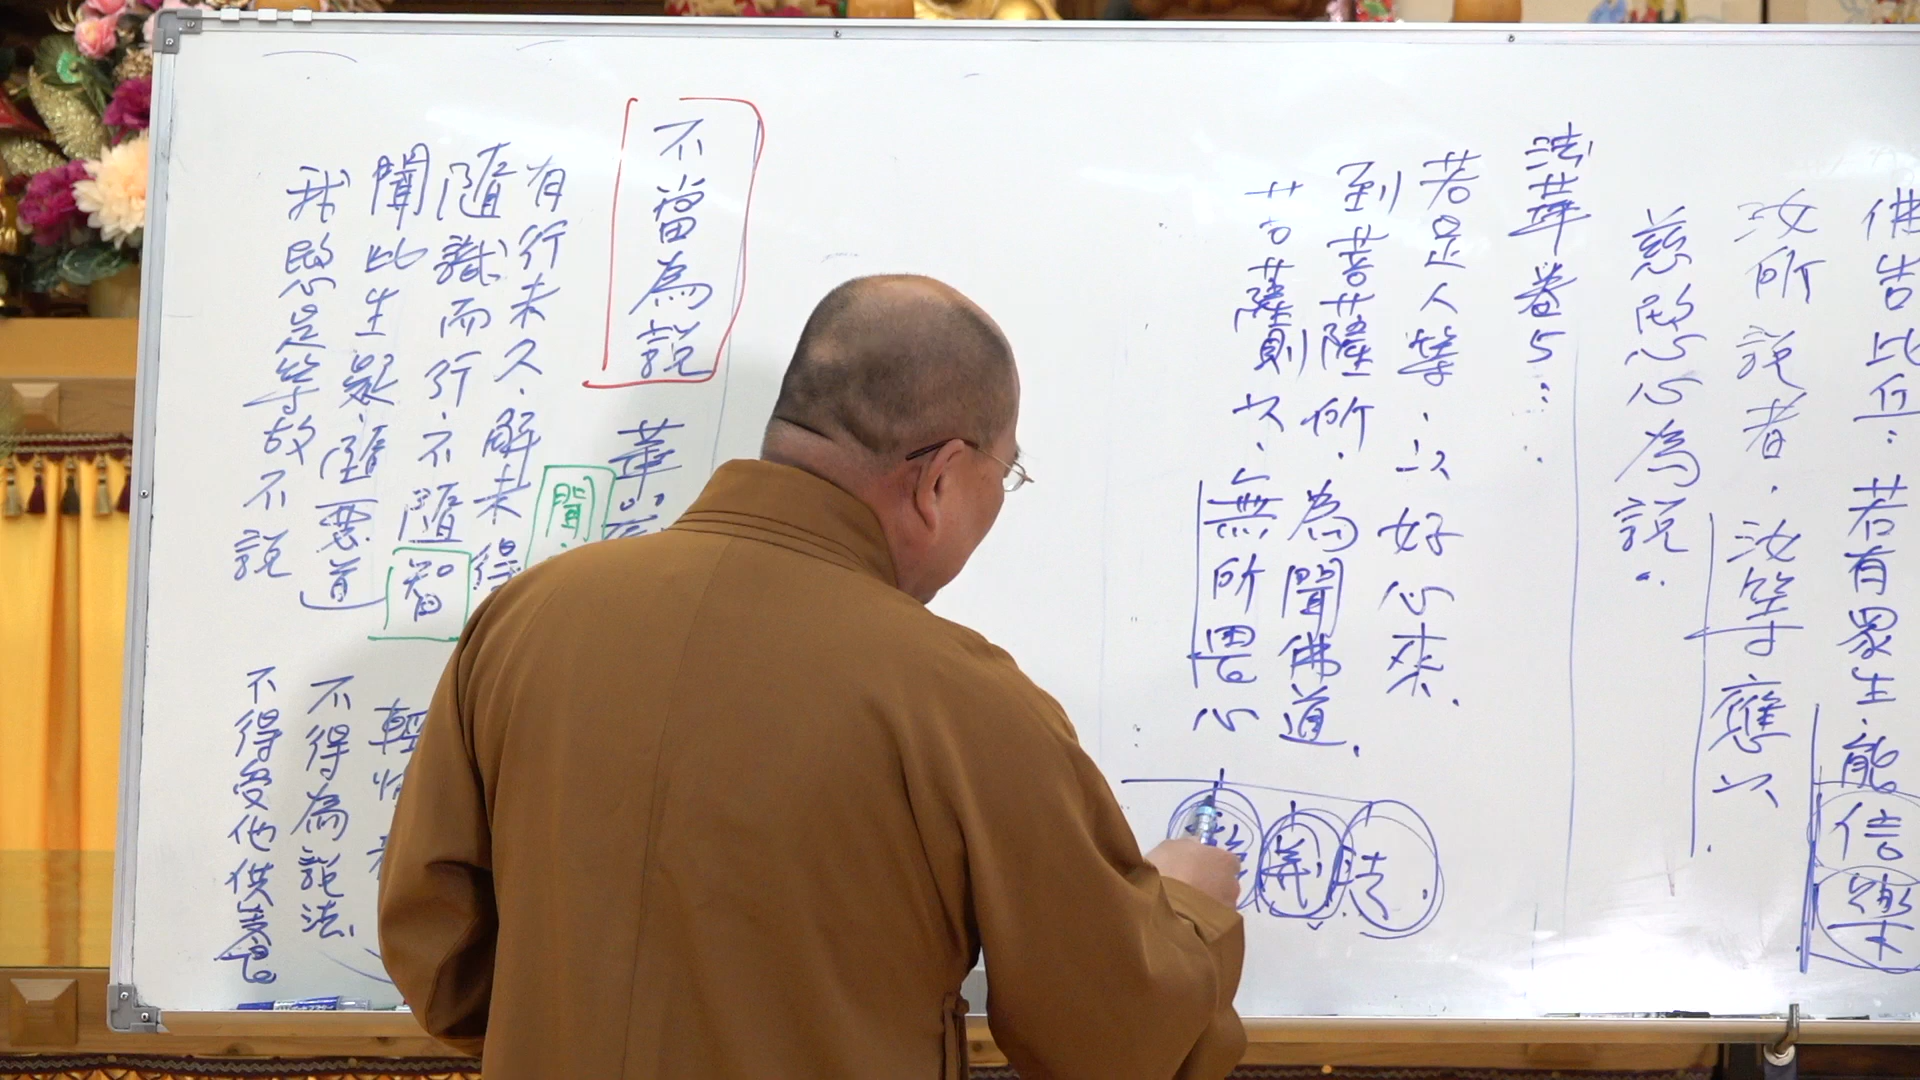 佛告比丘：若有眾生，能信樂
汝所說者，汝等應以
慈愍心為說。
法華卷5：：
若是人等，以好心來，
到菩薩所，為聞佛道，
菩薩則以，無所畏心
法
義
不當為說
華
聞
有行未久，解未得
隨識而行，不隨智
聞此生疑，墮惡道
我愍是等故不說
輕
不得為說法
不得受他供養